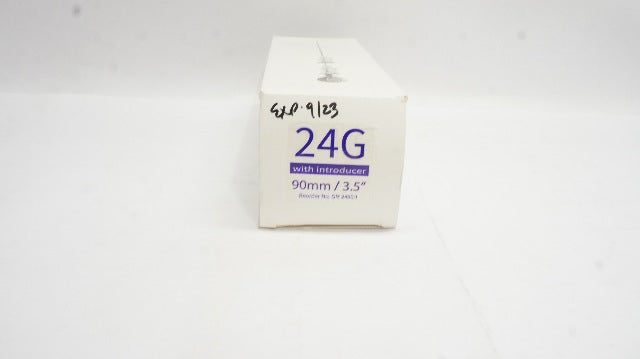 EXP. 9/23
24G
with introducer
90mm / 3.5"